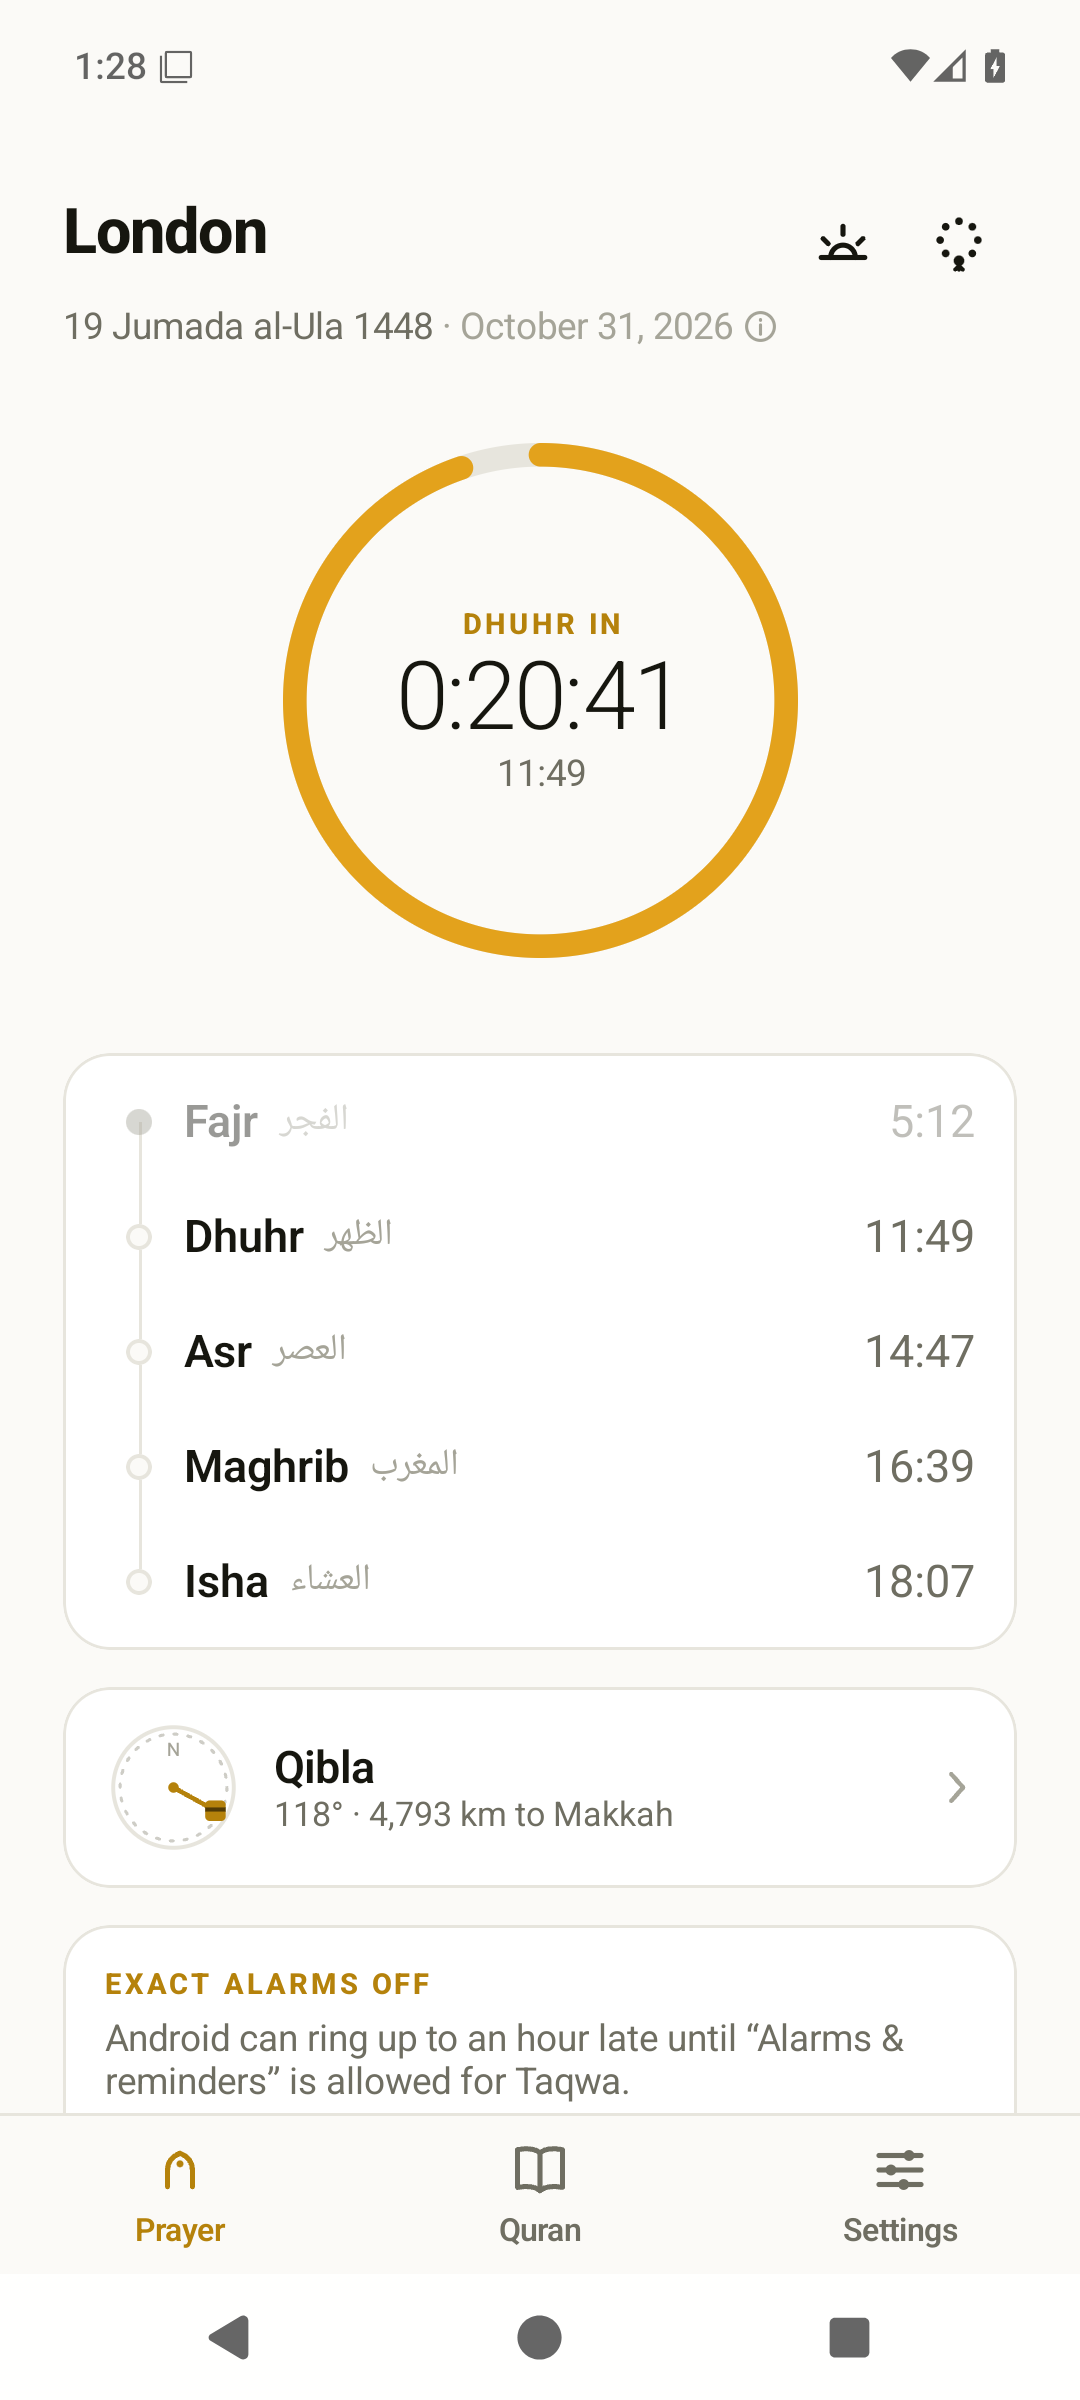 1:28
London
19 Jumada al-Ula 1448 · October 31, 2026
DHUHR IN
0:20:41
11:49
Fajr الفجر 5:12
Dhuhr الظهر 11:49
Asr العصر 14:47
Maghrib المغرب 16:39
Isha العشاء 18:07
N
Qibla
118° · 4,793 km to Makkah
EXACT ALARMS OFF
Android can ring up to an hour late until “Alarms &
reminders” is allowed for Taqwa.
Prayer Quran Settings